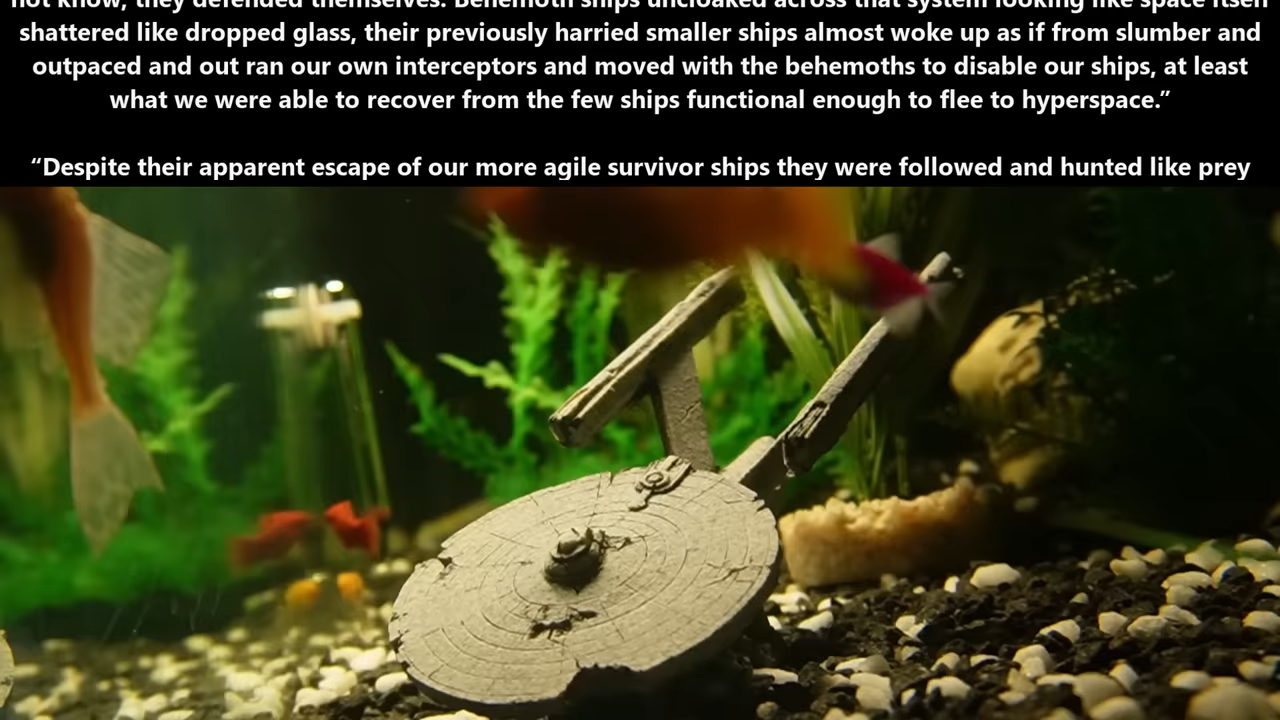 not know, they defended themselves. Behemoth ships uncloaked across that system looking like space itself
shattered like dropped glass, their previously harried smaller ships almost woke up as if from slumber and
outpaced and out ran our own interceptors and moved with the behemoths to disable our ships, at least
what we were able to recover from the few ships functional enough to flee to hyperspace.”
“Despite their apparent escape of our more agile survivor ships they were followed and hunted like prey